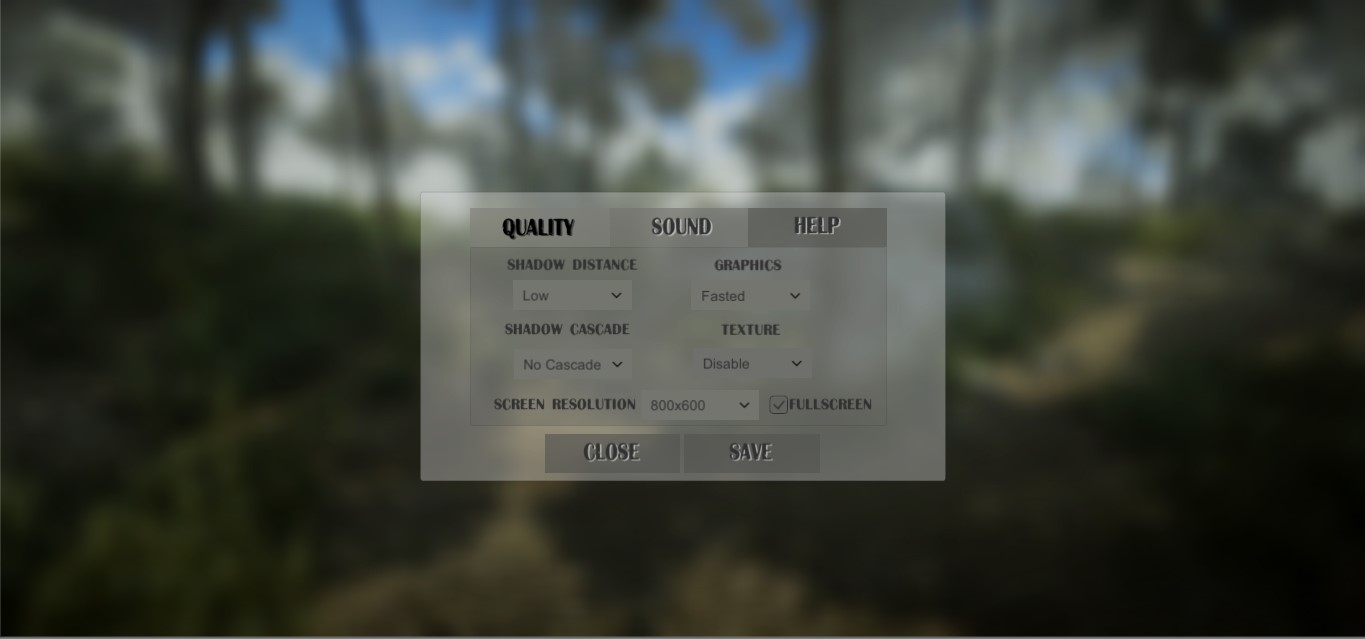 QUALITY SOUND HELP
SHADOW DISTANCE GRAPHICS
Low Fasted
SHADOW CASCADE TEXTURE
No Cascade Disable
SCREEN RESOLUTION 800x600 FULLSCREEN
CLOSE SAVE